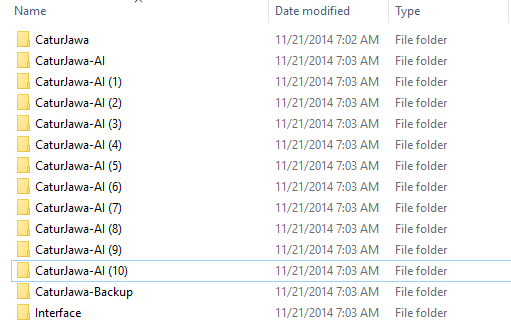 Name Date modified Type
CaturJawa 11/21/2014 7:02 AM File folder
CaturJawa-AI 11/21/2014 7:03 AM File folder
CaturJawa-AI (1) 11/21/2014 7:03 AM File folder
CaturJawa-AI (2) 11/21/2014 7:03 AM File folder
CaturJawa-AI (3) 11/21/2014 7:03 AM File folder
CaturJawa-AI (4) 11/21/2014 7:03 AM File folder
CaturJawa-AI (5) 11/21/2014 7:03 AM File folder
CaturJawa-AI (6) 11/21/2014 7:03 AM File folder
CaturJawa-AI (7) 11/21/2014 7:03 AM File folder
CaturJawa-AI (8) 11/21/2014 7:03 AM File folder
CaturJawa-AI (9) 11/21/2014 7:03 AM File folder
CaturJawa-AI (10) 11/21/2014 7:03 AM File folder
CaturJawa-Backup 11/21/2014 7:03 AM File folder
Interface 11/21/2014 7:03 AM File folder